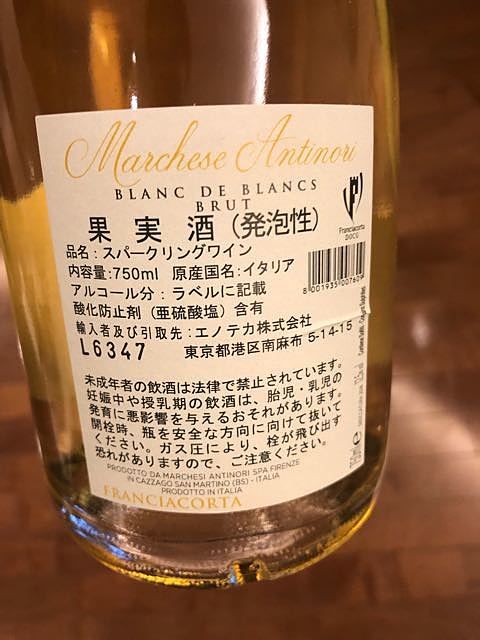 Marchese Antinori
BLANC DE BLANCS
BRUT
Franciacorta
DOCG
果実酒(発泡性)
品名:スパークリングワイン
内容量:750ml 原産国名:イタリア
アルコール分:ラベルに記載
酸化防止剤(亜硫酸塩)含有
輸入者及び引取先:エノテカ株式会社
L6347 東京都港区南麻布 5-14-15
未成年者の飲酒は法律で禁止されています。
妊娠中や授乳期の飲酒は、胎児・乳児の
発育に悪影響を与えるおそれがあります。
開栓時、瓶を安全な方向に向けて抜いて
ください。ガス圧により、栓が飛び出す
恐れがありますので、ご注意ください。
PRODOTTO DA MARCHESI ANTINORI SPA FIRENZE
IN CAZZAGO SAN MARTINO (BS) - ITALIA
PRODOTTO IN ITALIA
FRANCIACORTA